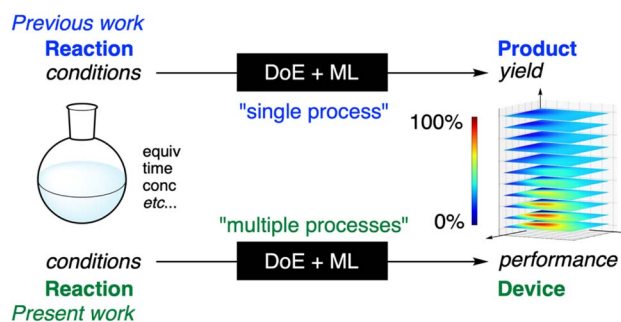 Previous work
Reaction
Product
conditions
DoE + ML
yield
"single process"
100%
equiv
time
conc
etc...
"multiple processes"
0%
conditions
DoE + ML
performance
Reaction
Device
Present work